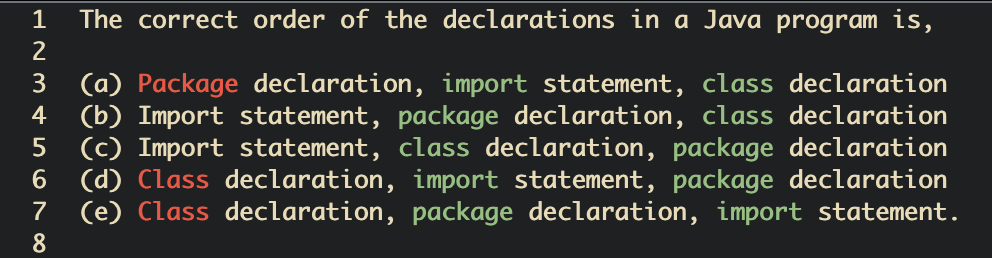 1 The correct order of the declarations in a Java program is,
2
3 (a) Package declaration, import statement, class declaration
4 (b) Import statement, package declaration, class declaration
5 (c) Import statement, class declaration, package declaration
6 (d) Class declaration, import statement, package declaration
7 (e) Class declaration, package declaration, import statement.
8